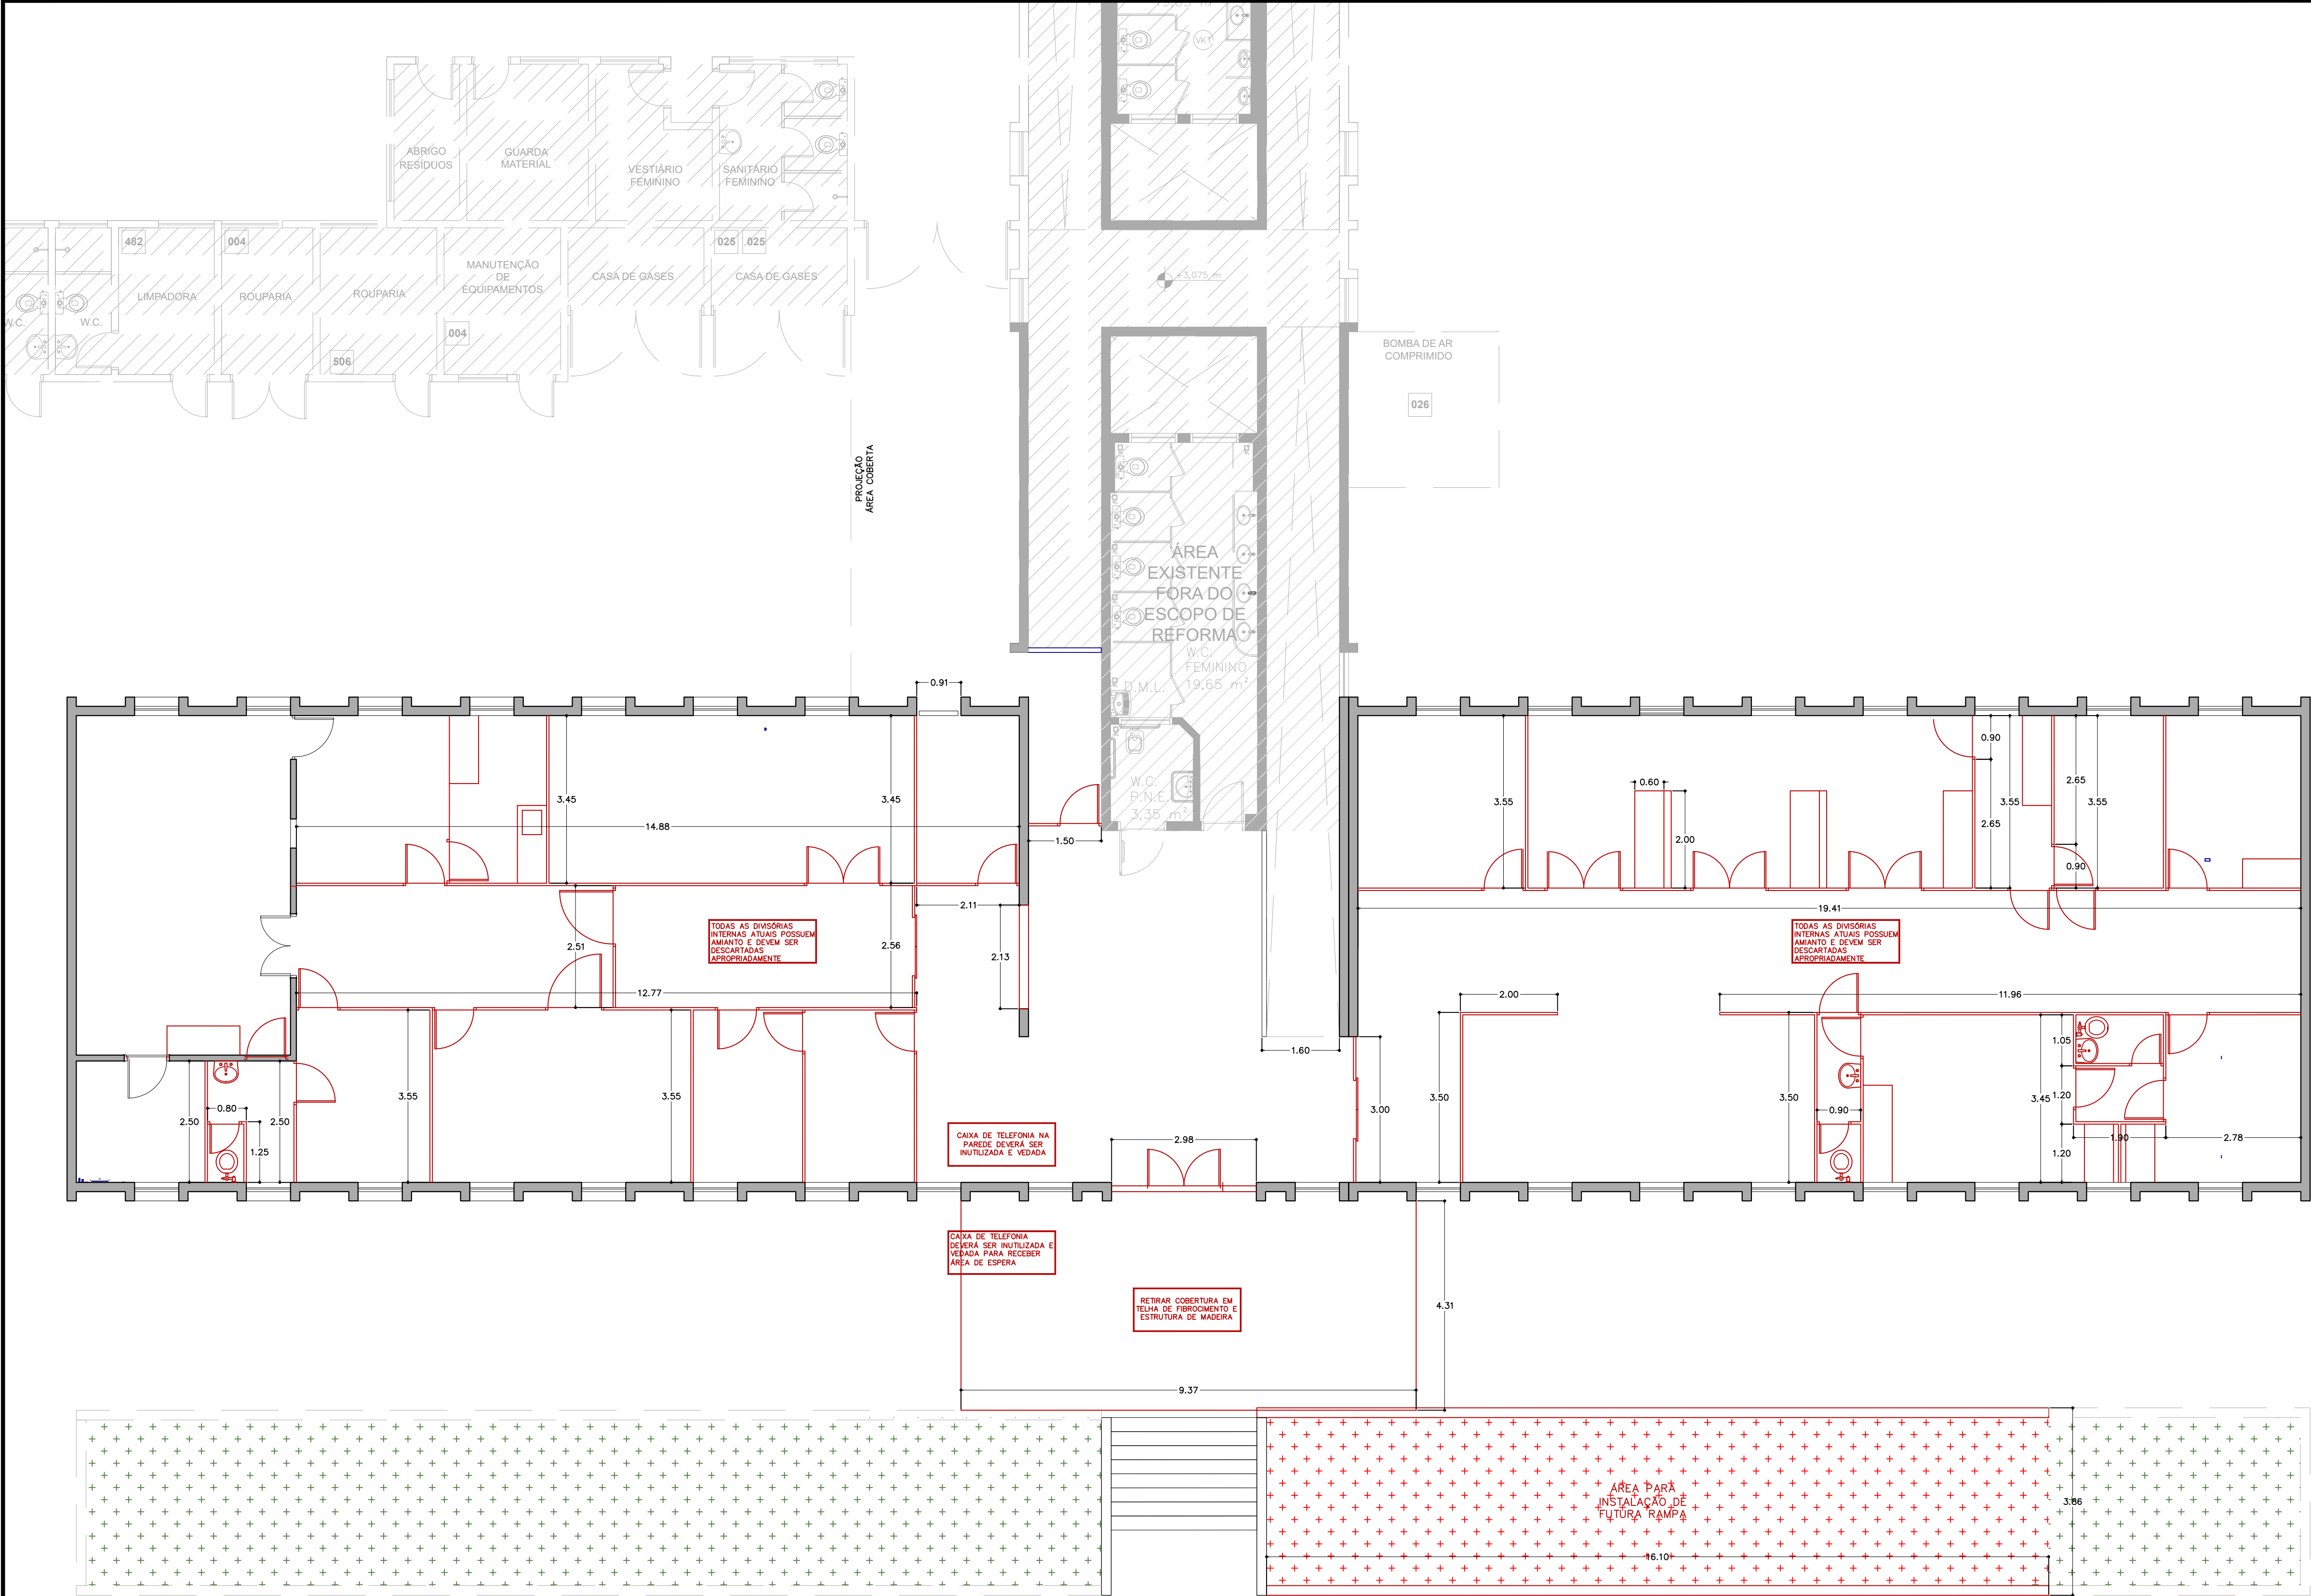 19,65 m²
VKT
ABRIGO
RESÍDUOS
GUARDA
MATERIAL
VESTIÁRIO
FEMININO
SANITÁRIO
FEMININO
482
004
025
025
LIMPADORA
ROUPARIA
ROUPARIA
MANUTENÇÃO
DE
EQUIPAMENTOS
CASA DE GASES
CASA DE GASES
W.C.
W.C.
506
004
+3,075 m
BOMBA DE AR
COMPRIMIDO
026
PROJEÇÃO
ÁREA COBERTA
ÁREA
EXISTENTE
FORA DO
ESCOPO DE
REFORMA
W.C.
FEMININO
19,65 m²
D.M.L.
W.C.
P.N.E.
3,35 m²
0.91
3.45
3.45
14.88
1.50
2.11
2.51
2.56
2.13
12.77
TODAS AS DIVISÓRIAS
INTERNAS ATUAIS POSSUEM
AMIANTO E DEVEM SER
DESCARTADAS
APROPRIADAMENTE
3.55
3.55
2.50
0.80
2.50
1.25
1.60
3.00
2.98
CAIXA DE TELEFONIA NA
PAREDE DEVERÁ SER
INUTILIZADA E VEDADA
3.55
0.60
2.00
0.90
2.65
3.55
2.65
3.55
0.90
19.41
TODAS AS DIVISÓRIAS
INTERNAS ATUAIS POSSUEM
AMIANTO E DEVEM SER
DESCARTADAS
APROPRIADAMENTE
2.00
11.96
3.50
3.50
0.90
3.45
1.05
1.20
1.20
1.90
2.78
CAIXA DE TELEFONIA
DEVERÁ SER INUTILIZADA E
VEDADA PARA RECEBER
ÁREA DE ESPERA
RETIRAR COBERTURA EM
TELHA DE FIBROCIMENTO E
ESTRUTURA DE MADEIRA
4.31
9.37
ÁREA PARA
INSTALAÇÃO DE
FUTURA RAMPA
3.86
16.10